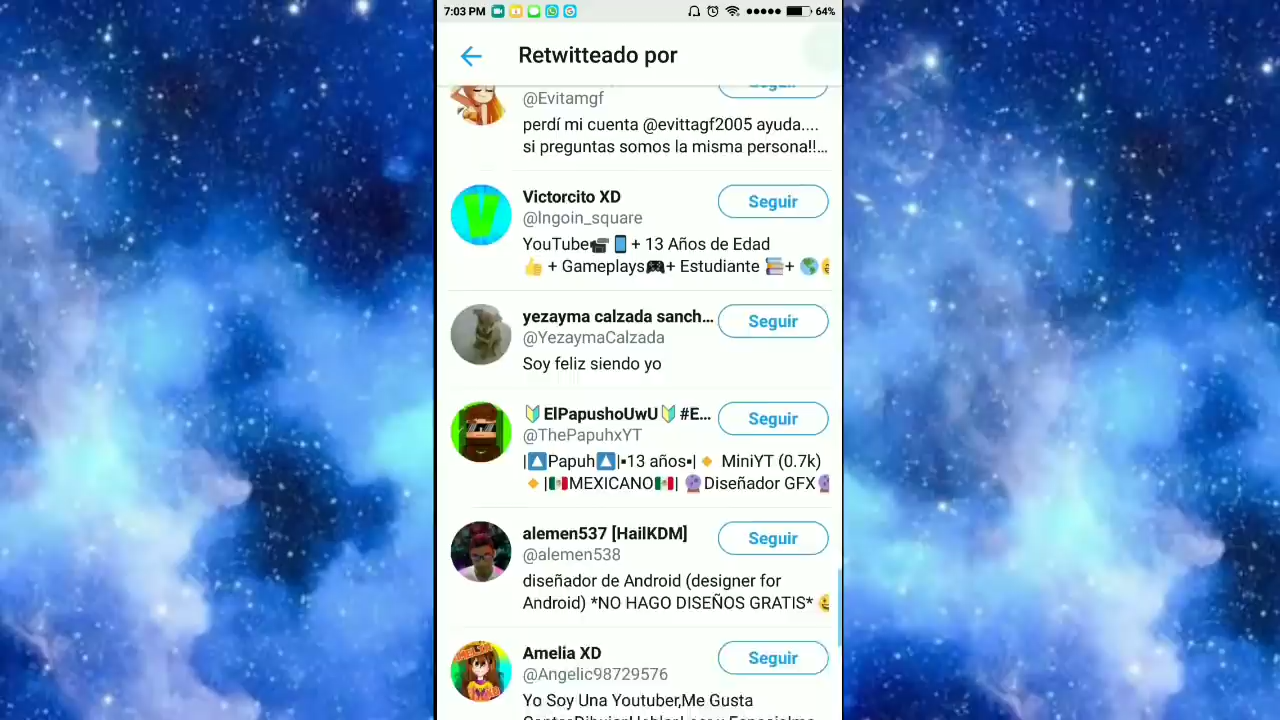 7:03 PM 64%
Retwitteado por
@Evitamgf
Seguir
perdí mi cuenta @evittagf2005 ayuda....
si preguntas somos la misma persona!!...
Victorcito XD
Seguir
@lngoin_square
YouTube📹📱+ 13 Años de Edad
👍 + Gameplays🎮+ Estudiante 📚+ 🌎
yezayma calzada sanch...
Seguir
@YezaymaCalzada
Soy feliz siendo yo
🔰ElPapushoUwU🔰#E...
Seguir
@ThePapuhxYT
|🔼Papuh🔼|▪13 años▪|🔸 MiniYT (0.7k)
🔸|🇲🇽MEXICANO🇲🇽| 🔮Diseñador GFX🔮
alemen537 [HailKDM]
Seguir
@alemen538
diseñador de Android (designer for
Android) *NO HAGO DISEÑOS GRATIS*
Amelia XD
Seguir
@Angelic98729576
Yo Soy Una Youtuber,Me Gusta